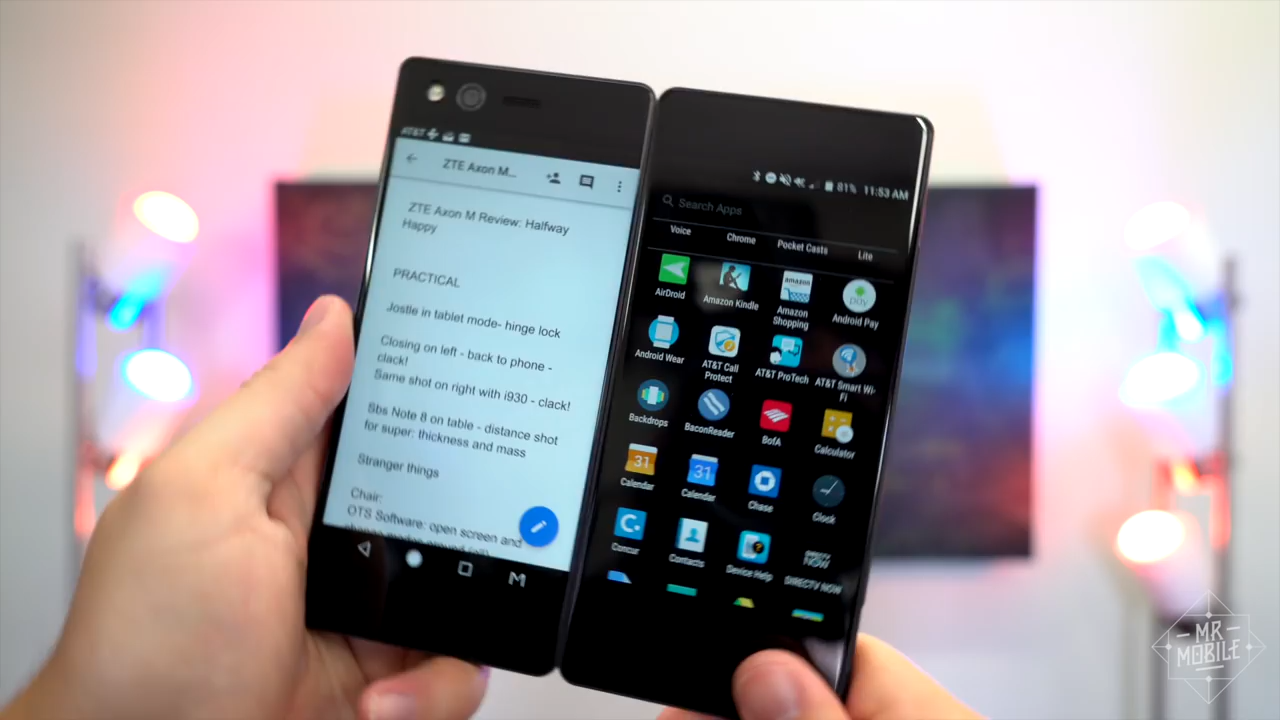 AT&T
ZTE Axon M...
ZTE Axon M Review: Halfway
Happy
PRACTICAL
Jostle in tablet mode- hinge lock
Closing on left - back to phone -
clack!
Same shot on right with i930 - clack!
Sbs Note 8 on table - distance shot
for super: thickness and mass
Stranger things
Chair:
OTS Software: open screen and
81% 11:53 AM
Search Apps
Voice Chrome Pocket Casts Lite
AirDroid Amazon Kindle Amazon Shopping Android Pay
Android Wear AT&T Call Protect AT&T ProTech AT&T Smart Wi-Fi
Backdrops BaconReader BofA Calculator
31 31
Calendar Calendar Chase Clock
Concur Contacts Device Help DIRECTV NOW
amazon
pay
DIRECTV NOW
MR
MOBILE